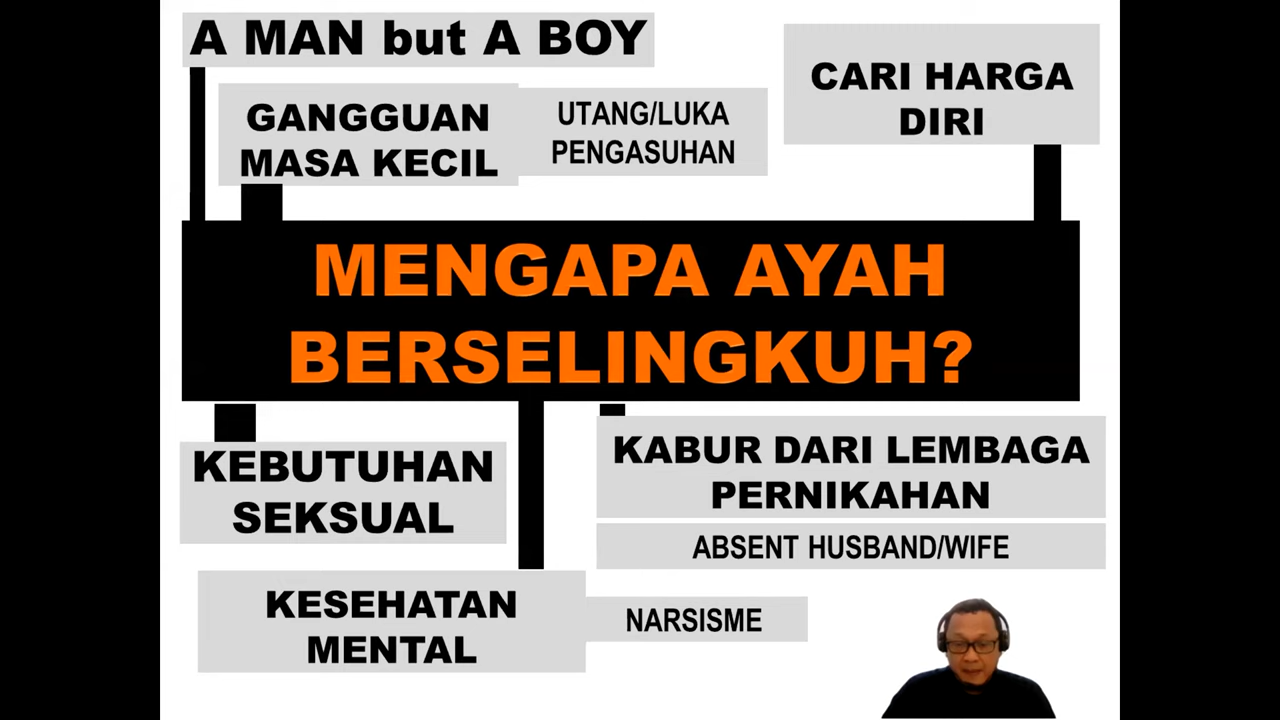 A MAN but A BOY
GANGGUAN
MASA KECIL
UTANG/LUKA
PENGASUHAN
CARI HARGA
DIRI
MENGAPA AYAH
BERSELINGKUH?
KEBUTUHAN
SEKSUAL
KABUR DARI LEMBAGA
PERNIKAHAN
ABSENT HUSBAND/WIFE
KESEHATAN
MENTAL
NARSISME